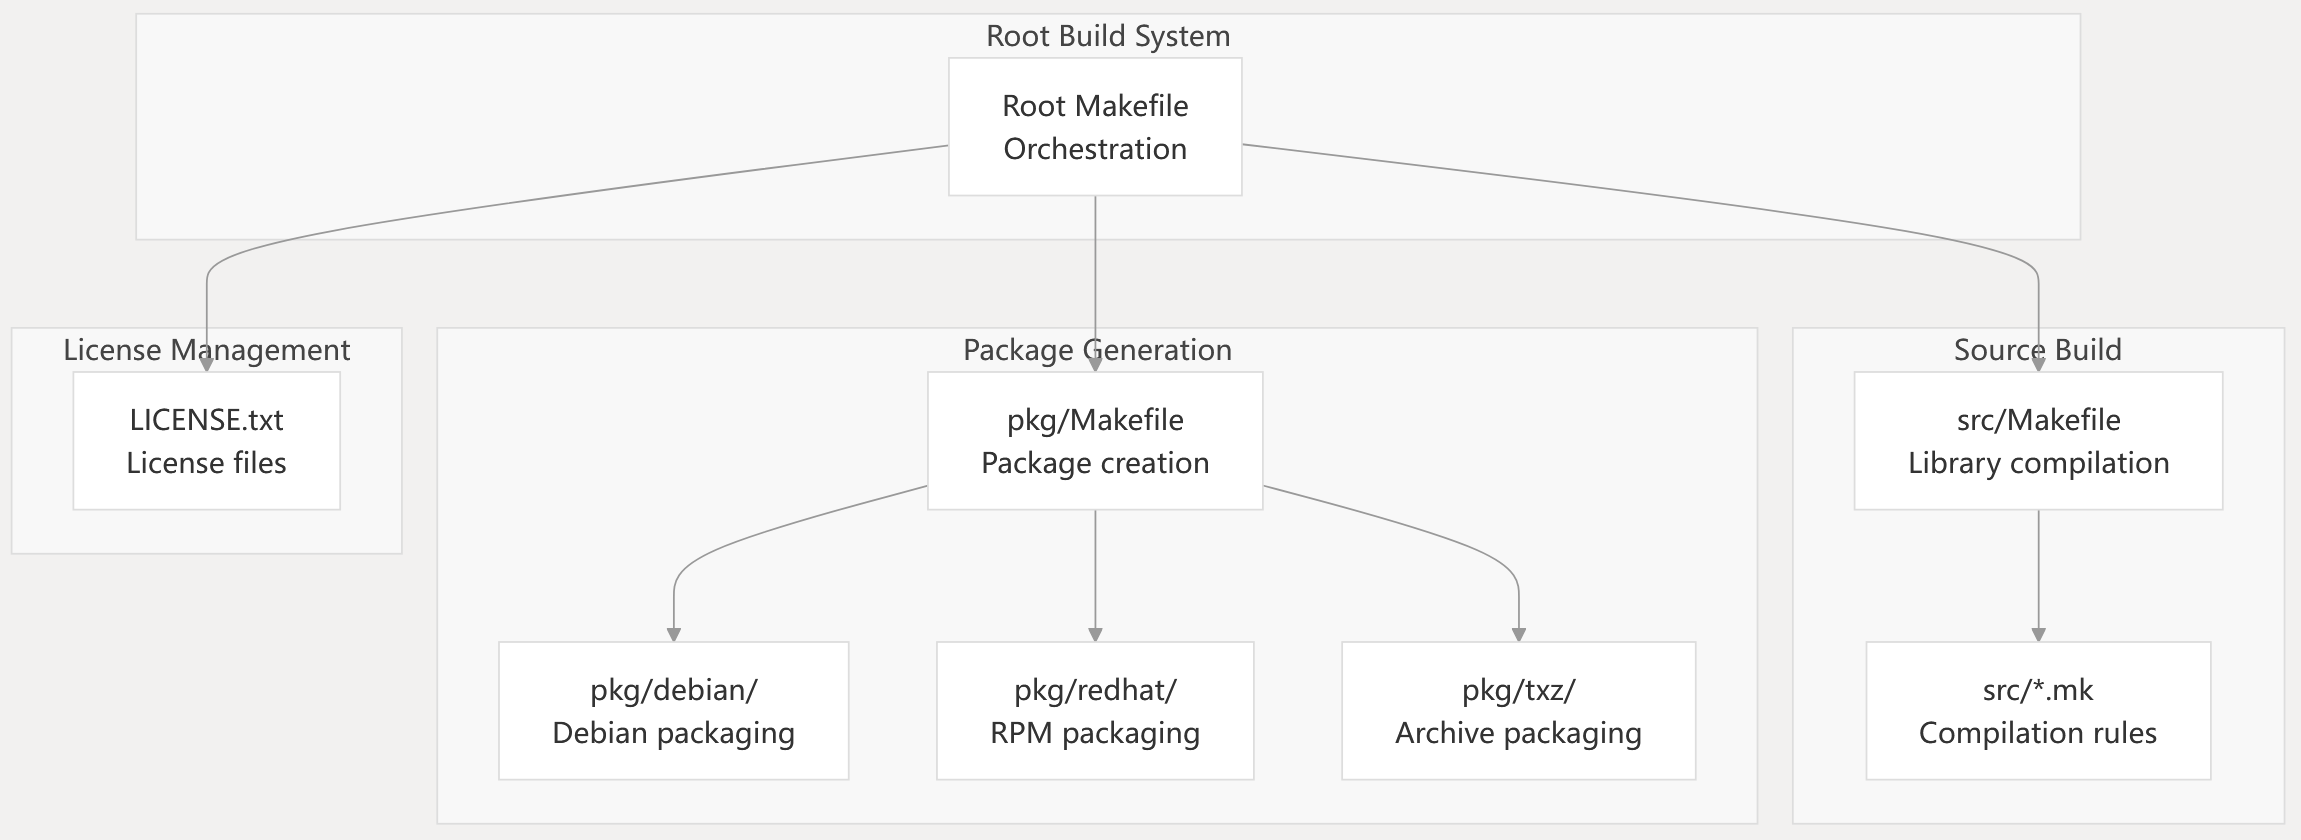 Root Build System
Root Makefile
Orchestration
License Management
LICENSE.txt
License files
Package Generation
pkg/Makefile
Package creation
pkg/debian/
Debian packaging
pkg/redhat/
RPM packaging
pkg/txz/
Archive packaging
Source Build
src/Makefile
Library compilation
src/*.mk
Compilation rules